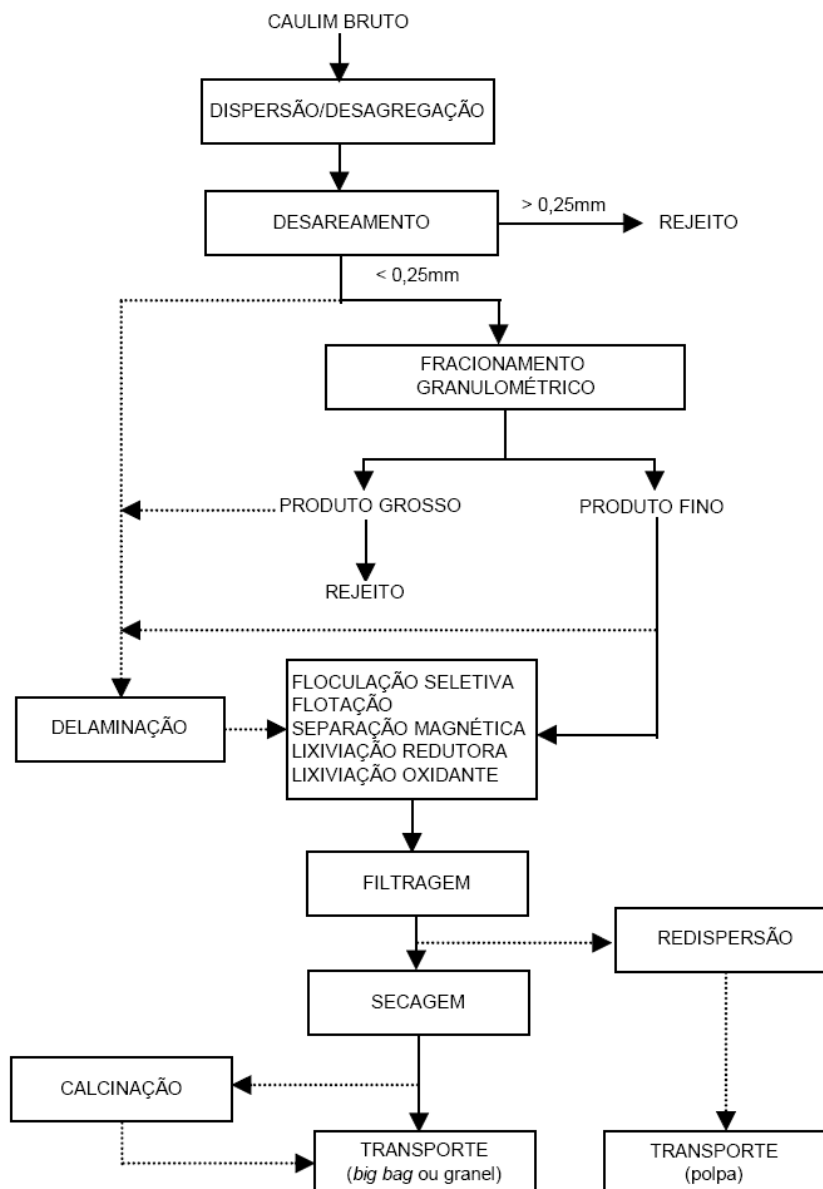 CAULIM BRUTO
DISPERSÃO/DESAGREGAÇÃO
DESAREAMENTO
> 0,25mm
REJEITO
< 0,25mm
FRACIONAMENTO
GRANULOMÉTRICO
PRODUTO GROSSO
PRODUTO FINO
REJEITO
DELAMINAÇÃO
FLOCULAÇÃO SELETIVA
FLOTAÇÃO
SEPARAÇÃO MAGNÉTICA
LIXIVIAÇÃO REDUTORA
LIXIVIAÇÃO OXIDANTE
FILTRAGEM
REDISPERSÃO
SECAGEM
CALCINAÇÃO
TRANSPORTE
(big bag ou granel)
TRANSPORTE
(polpa)